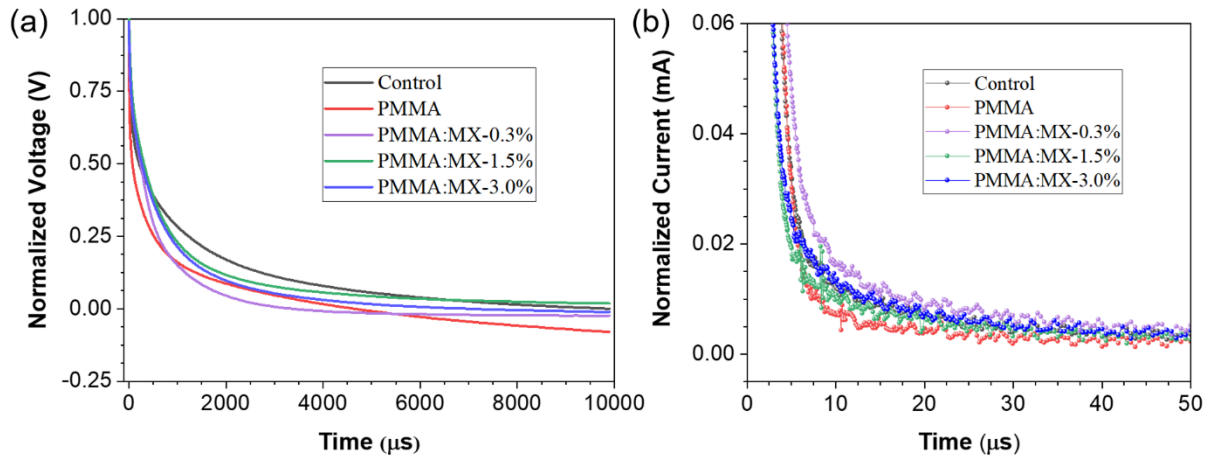 (a)
Normalized Voltage (V)
1.00
0.75
0.50
0.25
0.00
-0.25
Control
PMMA
PMMA:MX-0.3%
PMMA:MX-1.5%
PMMA:MX-3.0%
0 2000 4000 6000 8000 10000
Time (μs)
(b)
Normalized Current (mA)
0.06
0.04
0.02
0.00
Control
PMMA
PMMA:MX-0.3%
PMMA:MX-1.5%
PMMA:MX-3.0%
0 10 20 30 40 50
Time (μs)